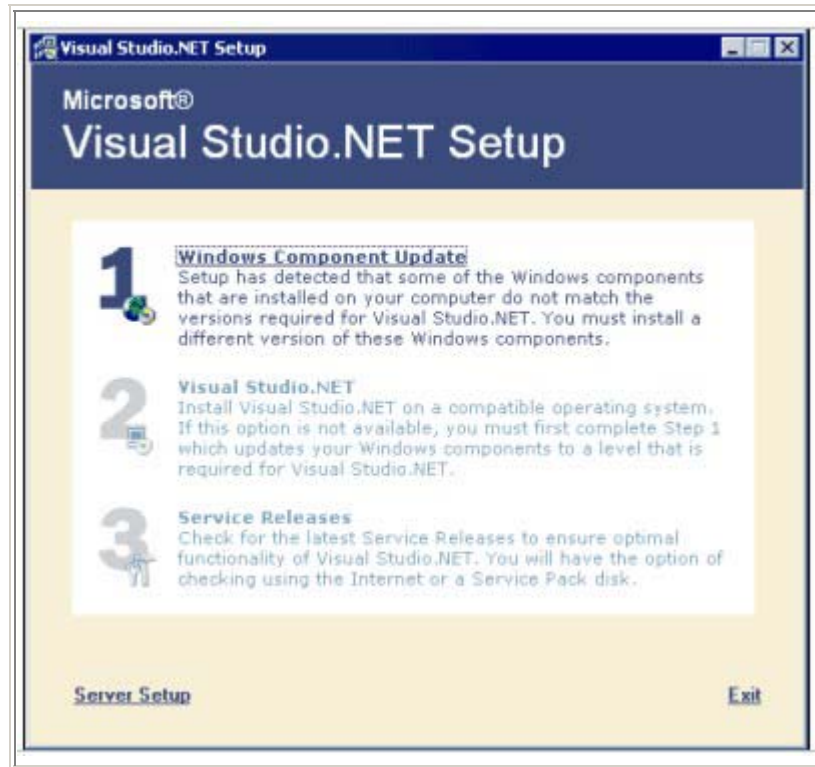 Visual Studio.NET Setup
Microsoft®
Visual Studio.NET Setup
1
Windows Component Update
Setup has detected that some of the Windows components
that are installed on your computer do not match the
versions required for Visual Studio.NET. You must install a
different version of these Windows components.
2
Visual Studio.NET
Install Visual Studio.NET on a compatible operating system.
If this option is not available, you must first complete Step 1
which updates your Windows components to a level that is
required for Visual Studio.NET.
3
Service Releases
Check for the latest Service Releases to ensure optimal
functionality of Visual Studio.NET. You will have the option of
checking using the Internet or a Service Pack disk.
Server Setup
Exit